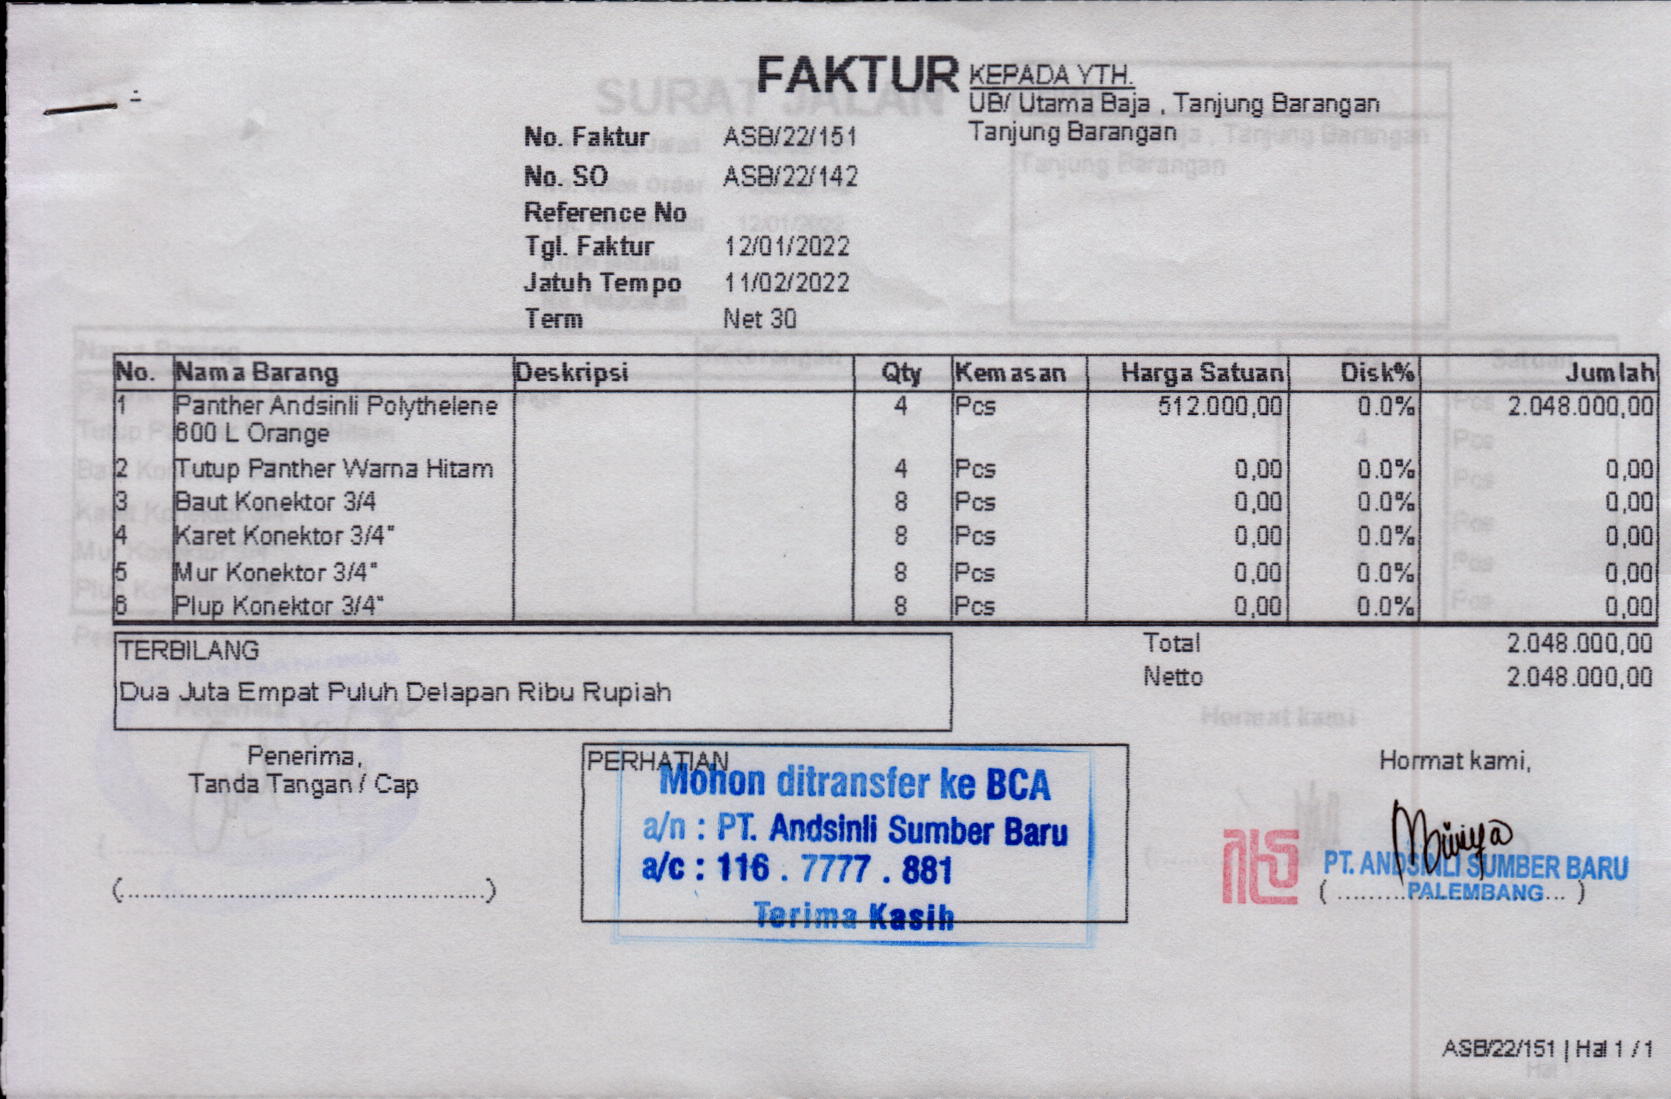 FAKTUR
KEPADA YTH.
UB/ Utama Baja , Tanjung Barangan
Tanjung Barangan
No. Faktur ASB/22/151
No. SO ASB/22/142
Reference No
Tgl. Faktur 12/01/2022
Jatuh Tempo 11/02/2022
Term Net 30
No. Nama Barang Deskripsi Qty Kemasan Harga Satuan Disk% Jumlah
1 Panther Andsinli Polythelene 4 Pcs 512.000,00 0.0% 2.048.000,00
600 L Orange
2 Tutup Panther Warna Hitam 4 Pcs 0,00 0.0% 0,00
3 Baut Konektor 3/4 8 Pcs 0,00 0.0% 0,00
4 Karet Konektor 3/4" 8 Pcs 0,00 0.0% 0,00
5 Mur Konektor 3/4" 8 Pcs 0,00 0.0% 0,00
6 Plup Konektor 3/4" 8 Pcs 0,00 0.0% 0,00
TERBILANG
Dua Juta Empat Puluh Delapan Ribu Rupiah
Total 2.048.000,00
Netto 2.048.000,00
Penerima,
Tanda Tangan / Cap
(..............................................)
PERHATIAN
Mohon ditransfer ke BCA
a/n : PT. Andsinli Sumber Baru
a/c : 116 . 7777 . 881
Terima Kasih
Hormat kami,
PT. ANDSINLI SUMBER BARU
PALEMBANG
ASB/22/151 | Hal 1 / 1